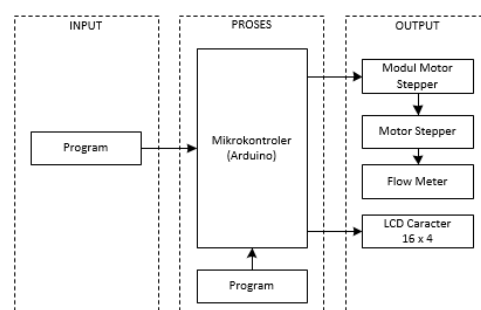 INPUT
PROSES
OUTPUT
Program
Mikrokontroler
(Arduino)
Program
Modul Motor
Stepper
Motor Stepper
Flow Meter
LCD Caracter
16 x 4